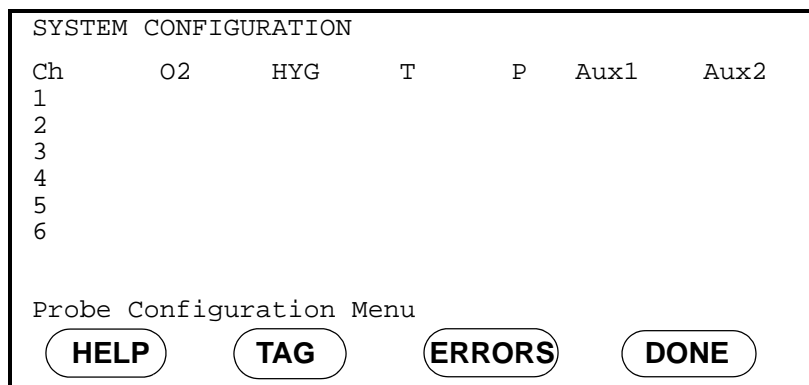 SYSTEM CONFIGURATION
Ch O2 HYG T P Aux1 Aux2
1
2
3
4
5
6
Probe Configuration Menu
HELP TAG ERRORS DONE